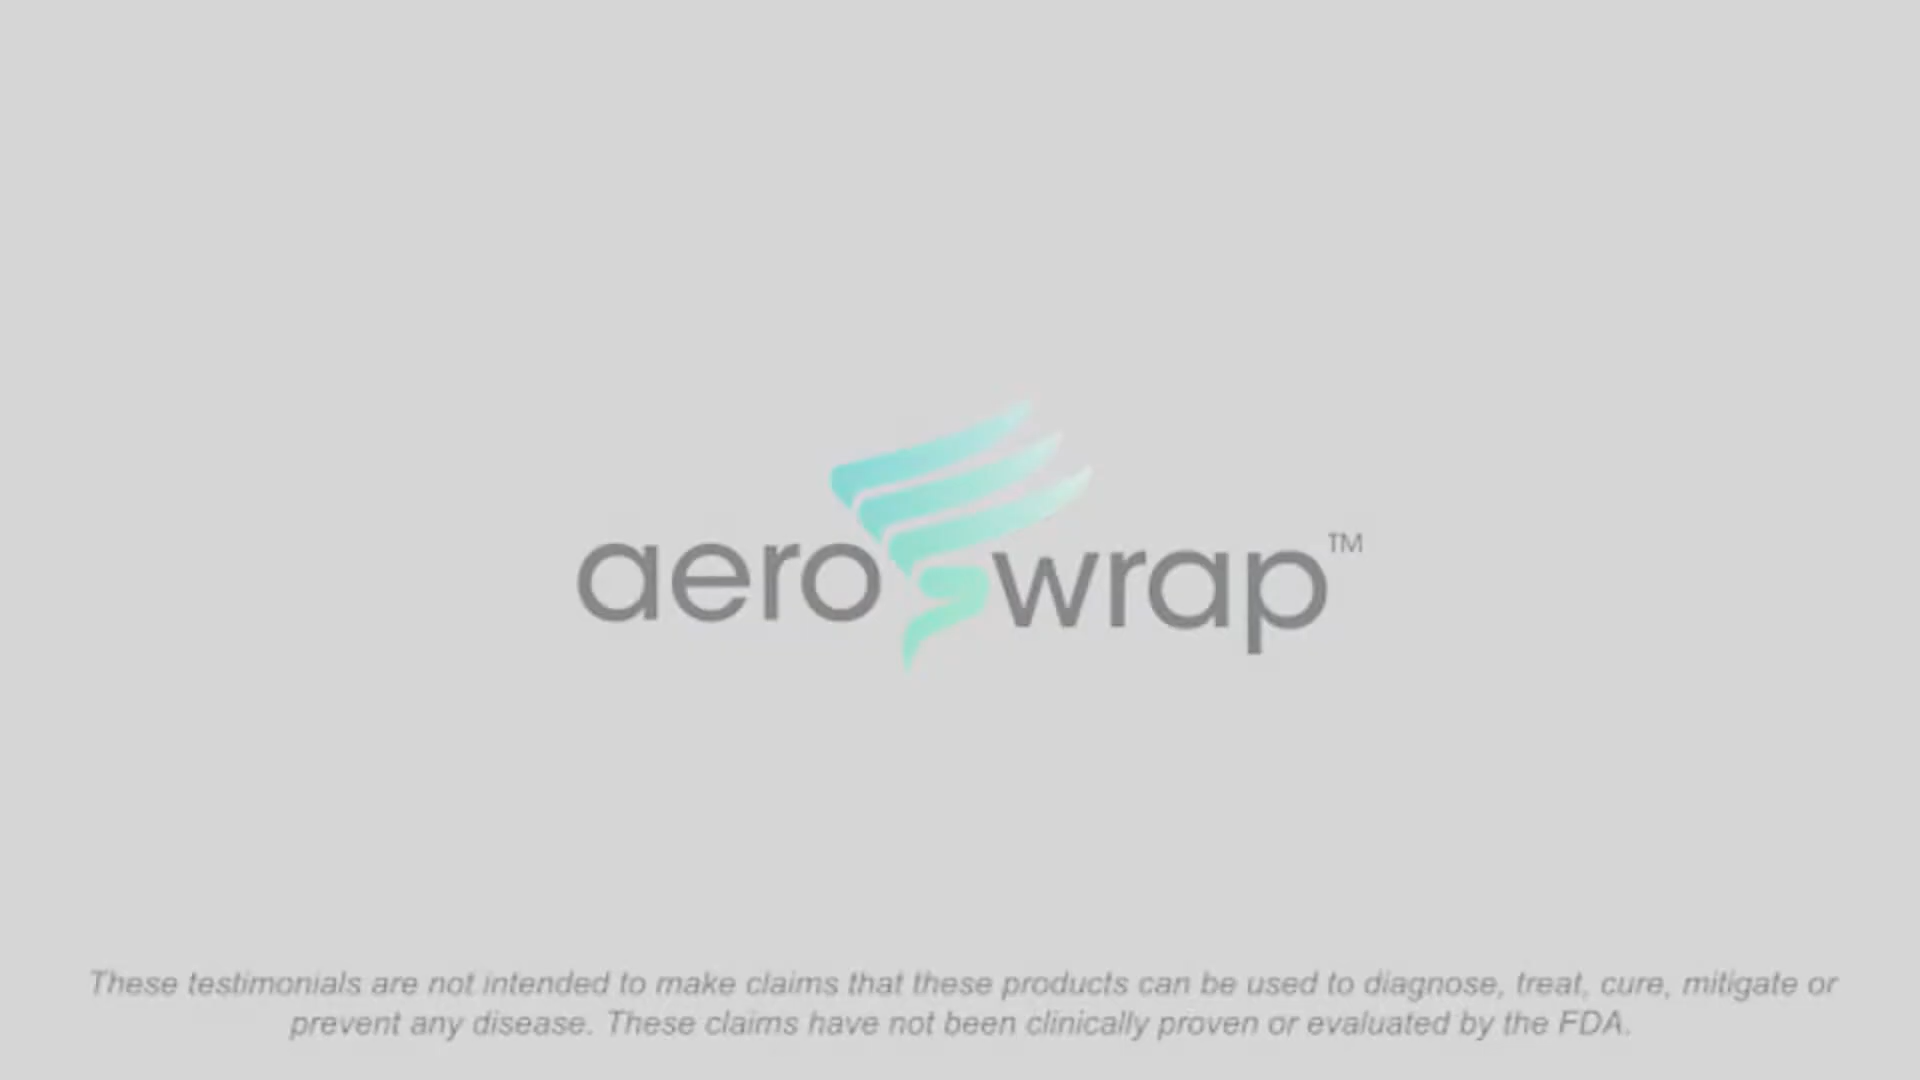 aero wrap™
These testimonials are not intended to make claims that these products can be used to diagnose, treat, cure, mitigate or
prevent any disease. These claims have not been clinically proven or evaluated by the FDA.